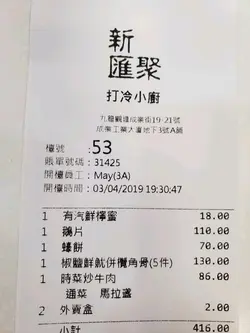 新
匯聚
打冷小廚
九龍觀塘成業街19-21號
成業工業大廈地下3號A舖
檯號 : 53
賬單號碼 : 31425
開檯員工 : May(3A)
開檯時間 : 03/04/2019 19:30:47
1 有汽鮮檸蜜 18.00
1 鵝片 110.00
1 蠔餅 70.00
1 椒鹽鮮魷併欖角骨(5件) 130.00
1 時菜炒牛肉 86.00
通菜 馬拉盞
2 外賣盒 2.00
小計 416.00